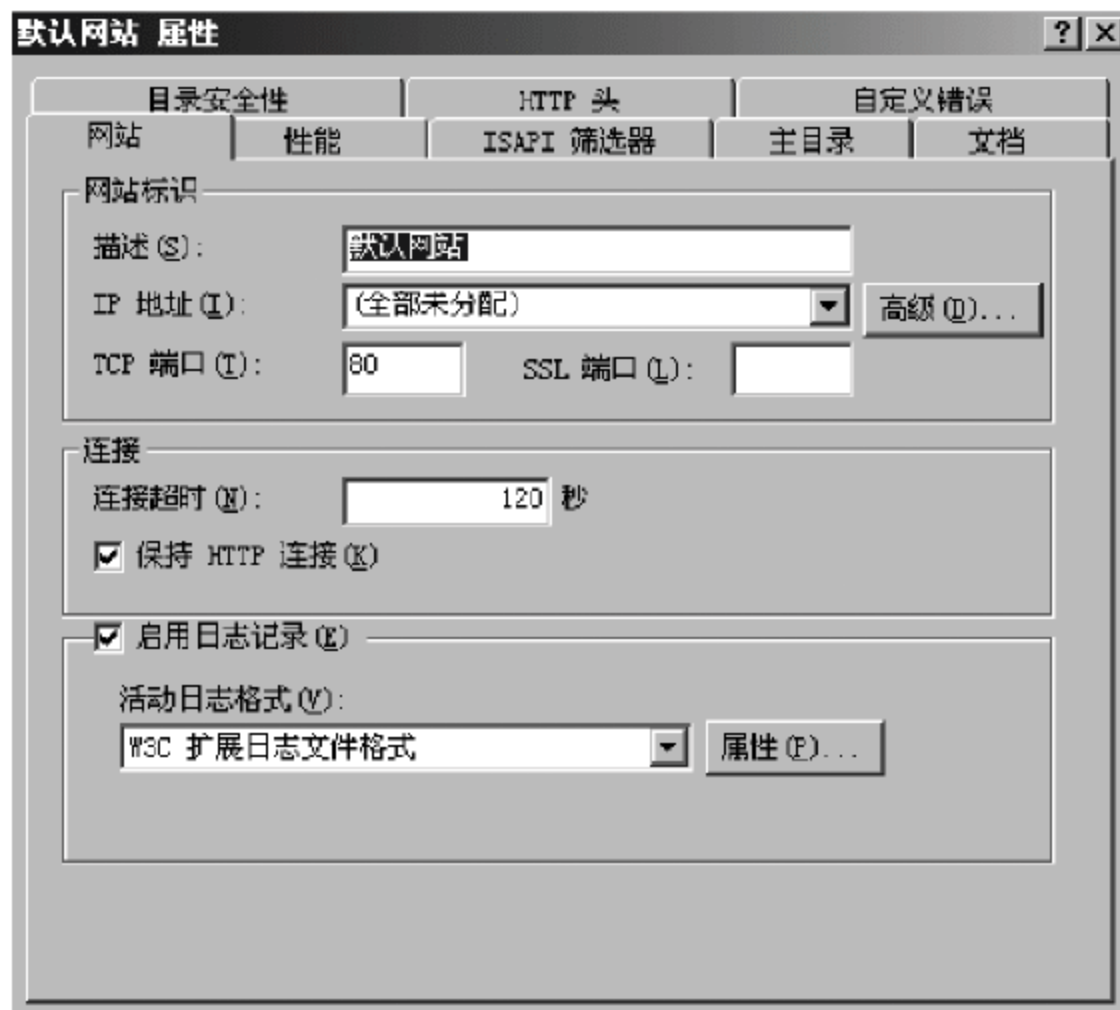 默认网站 属性
目录安全性 HTTP 头 自定义错误
网站 性能 ISAPI 筛选器 主目录 文档
网站标识
描述(S): 默认网站
IP 地址(I): (全部未分配) 高级(D)...
TCP 端口(T): 80 SSL 端口(L):
连接
连接超时(N): 120 秒
保持 HTTP 连接(K)
启用日志记录(E)
活动日志格式(V):
W3C 扩展日志文件格式 属性(P)...